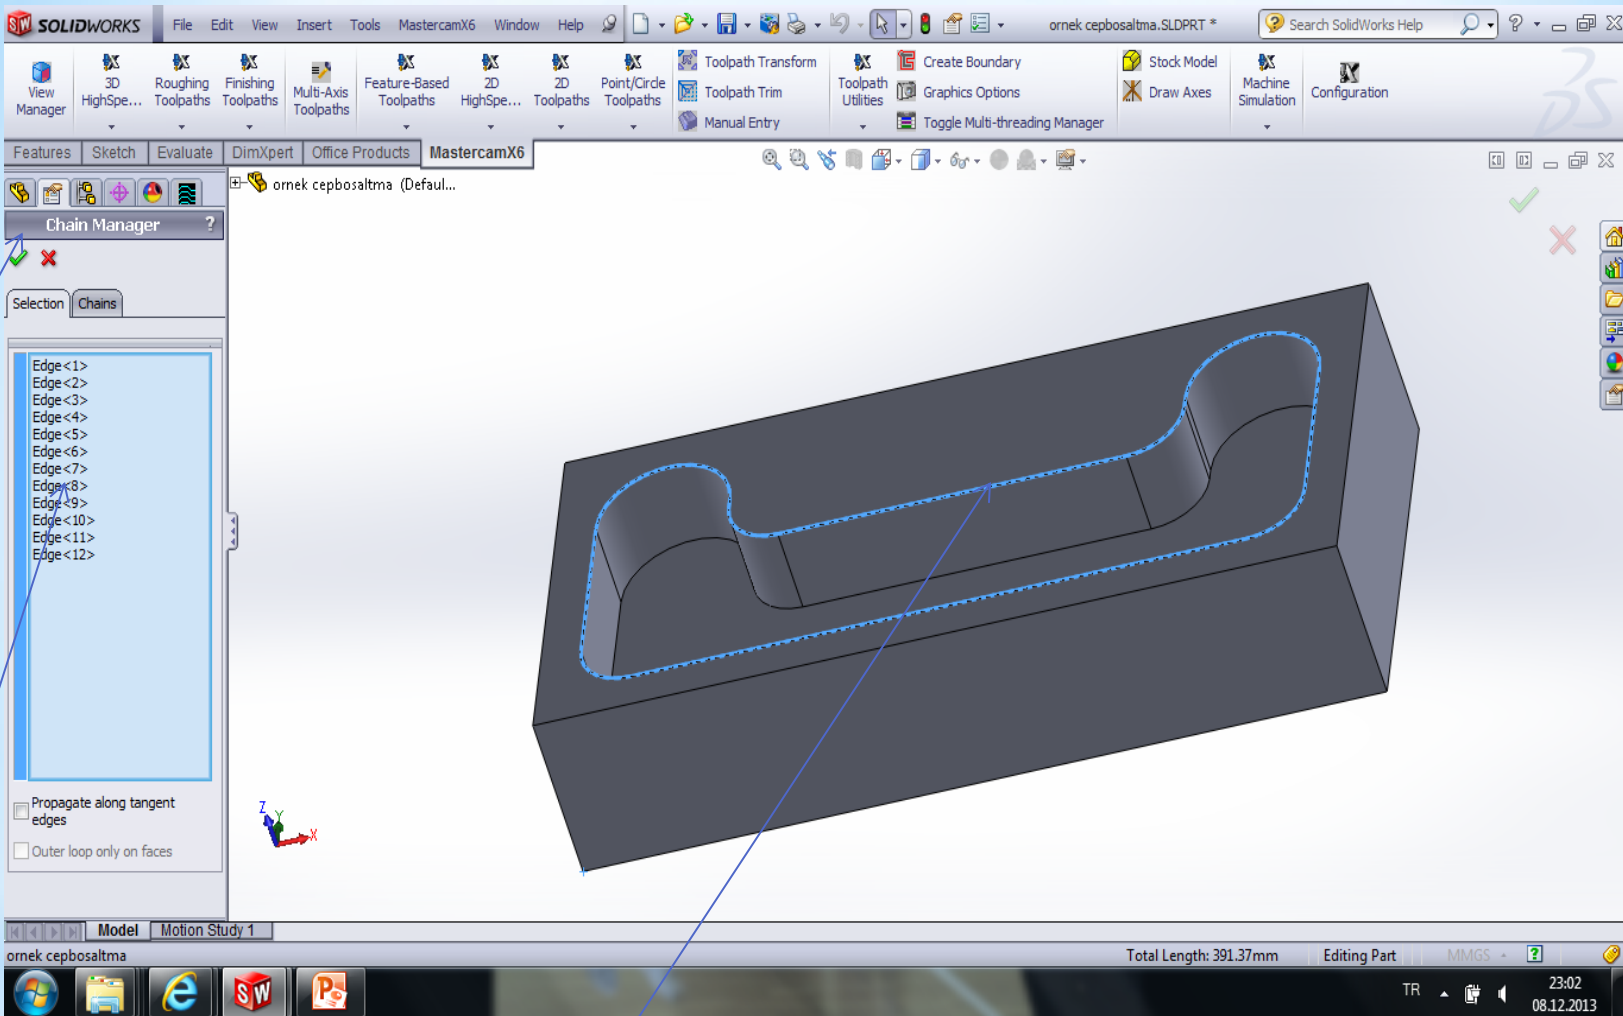 SW SOLIDWORKS File Edit View Insert Tools MastercamX6 Window Help ornek cepbosaltma.SLDPRT * Search SolidWorks Help
View Manager
3D HighSpe...
Roughing Toolpaths
Finishing Toolpaths
Multi-Axis Toolpaths
Feature-Based Toolpaths
2D HighSpe...
2D Toolpaths
Point/Circle Toolpaths
Toolpath Transform
Toolpath Trim
Manual Entry
Toolpath Utilities
Create Boundary
Graphics Options
Toggle Multi-threading Manager
Stock Model
Draw Axes
Machine Simulation
Configuration
Features Sketch Evaluate DimXpert Office Products MastercamX6
ornek cepbosaltma (Defaul...
Chain Manager ?
Selection Chains
Edge<1>
Edge<2>
Edge<3>
Edge<4>
Edge<5>
Edge<6>
Edge<7>
Edge<8>
Edge<9>
Edge<10>
Edge<11>
Edge<12>
Propagate along tangent
edges
Outer loop only on faces
Z
Y
X
Model Motion Study 1
ornek cepbosaltma Total Length: 391.37mm Editing Part MMGS
TR 23:02
08.12.2013